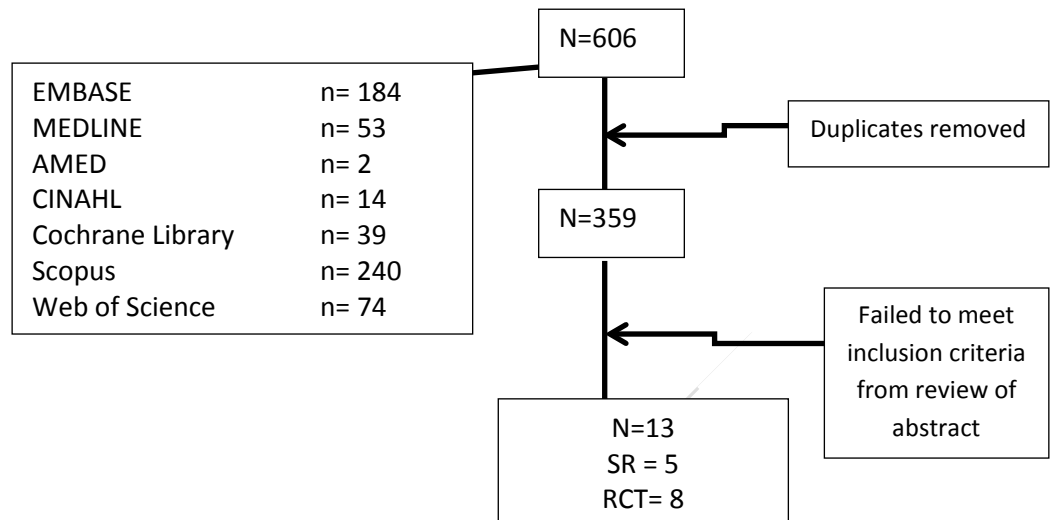 N=606
EMBASE n= 184
MEDLINE n= 53
AMED n= 2
CINAHL n= 14
Cochrane Library n= 39
Scopus n= 240
Web of Science n= 74
Duplicates removed
N=359
Failed to meet
inclusion criteria
from review of
abstract
N=13
SR = 5
RCT= 8